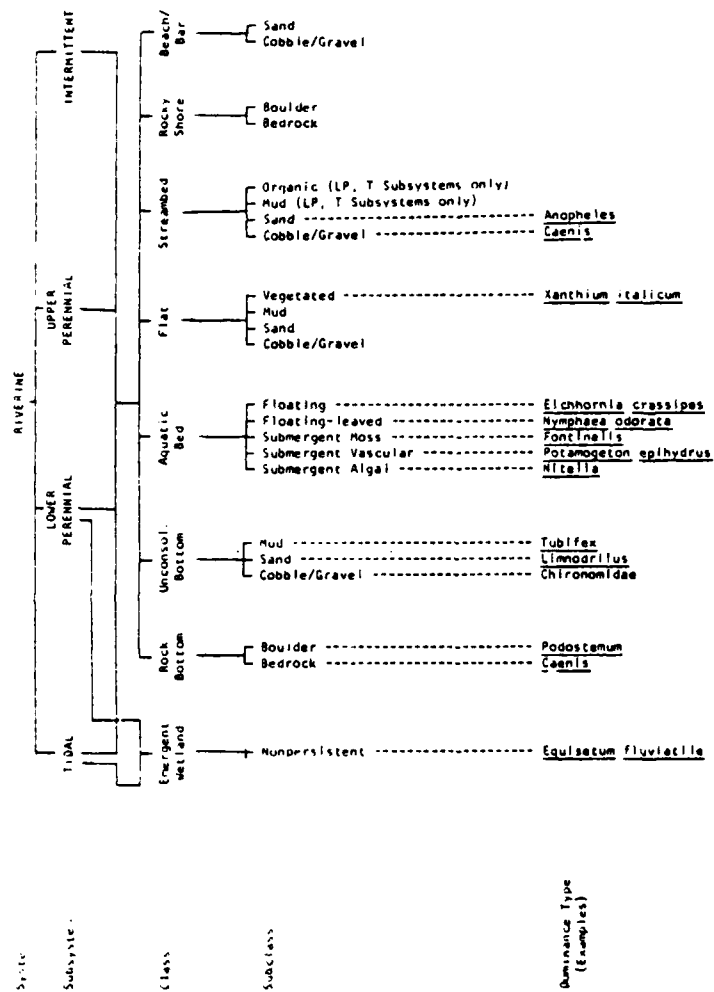 RIVERINE
INTERMITTENT
UPPER
PERENNIAL
LOWER
PERENNIAL
TIDAL
Beach/
Bar
Sand
Cobble/Gravel
Rocky
Shore
Boulder
Bedrock
Streambed
Organic (LP, T Subsystems only)
Mud (LP, T Subsystems only)
Sand Anopheles
Cobble/Gravel Caenis
Flat
Vegetated Xanthium italicum
Mud
Sand
Cobble/Gravel
Aquatic
Bed
Floating Eichhornia crassipes
Floating-leaved Nymphaea odorata
Submergent Moss Fontinalis
Submergent Vascular Potamogeton epihydrus
Submergent Algal Nitella
Unconsol.
Bottom
Mud Tubifex
Sand Limnodrilus
Cobble/Gravel Chironomidae
Rock
Bottom
Boulder Podostemum
Bedrock Caenis
Emergent
Wetland
Nonpersistent Equisetum fluviatile
Class
Subclass
Dominance Type
(Examples)